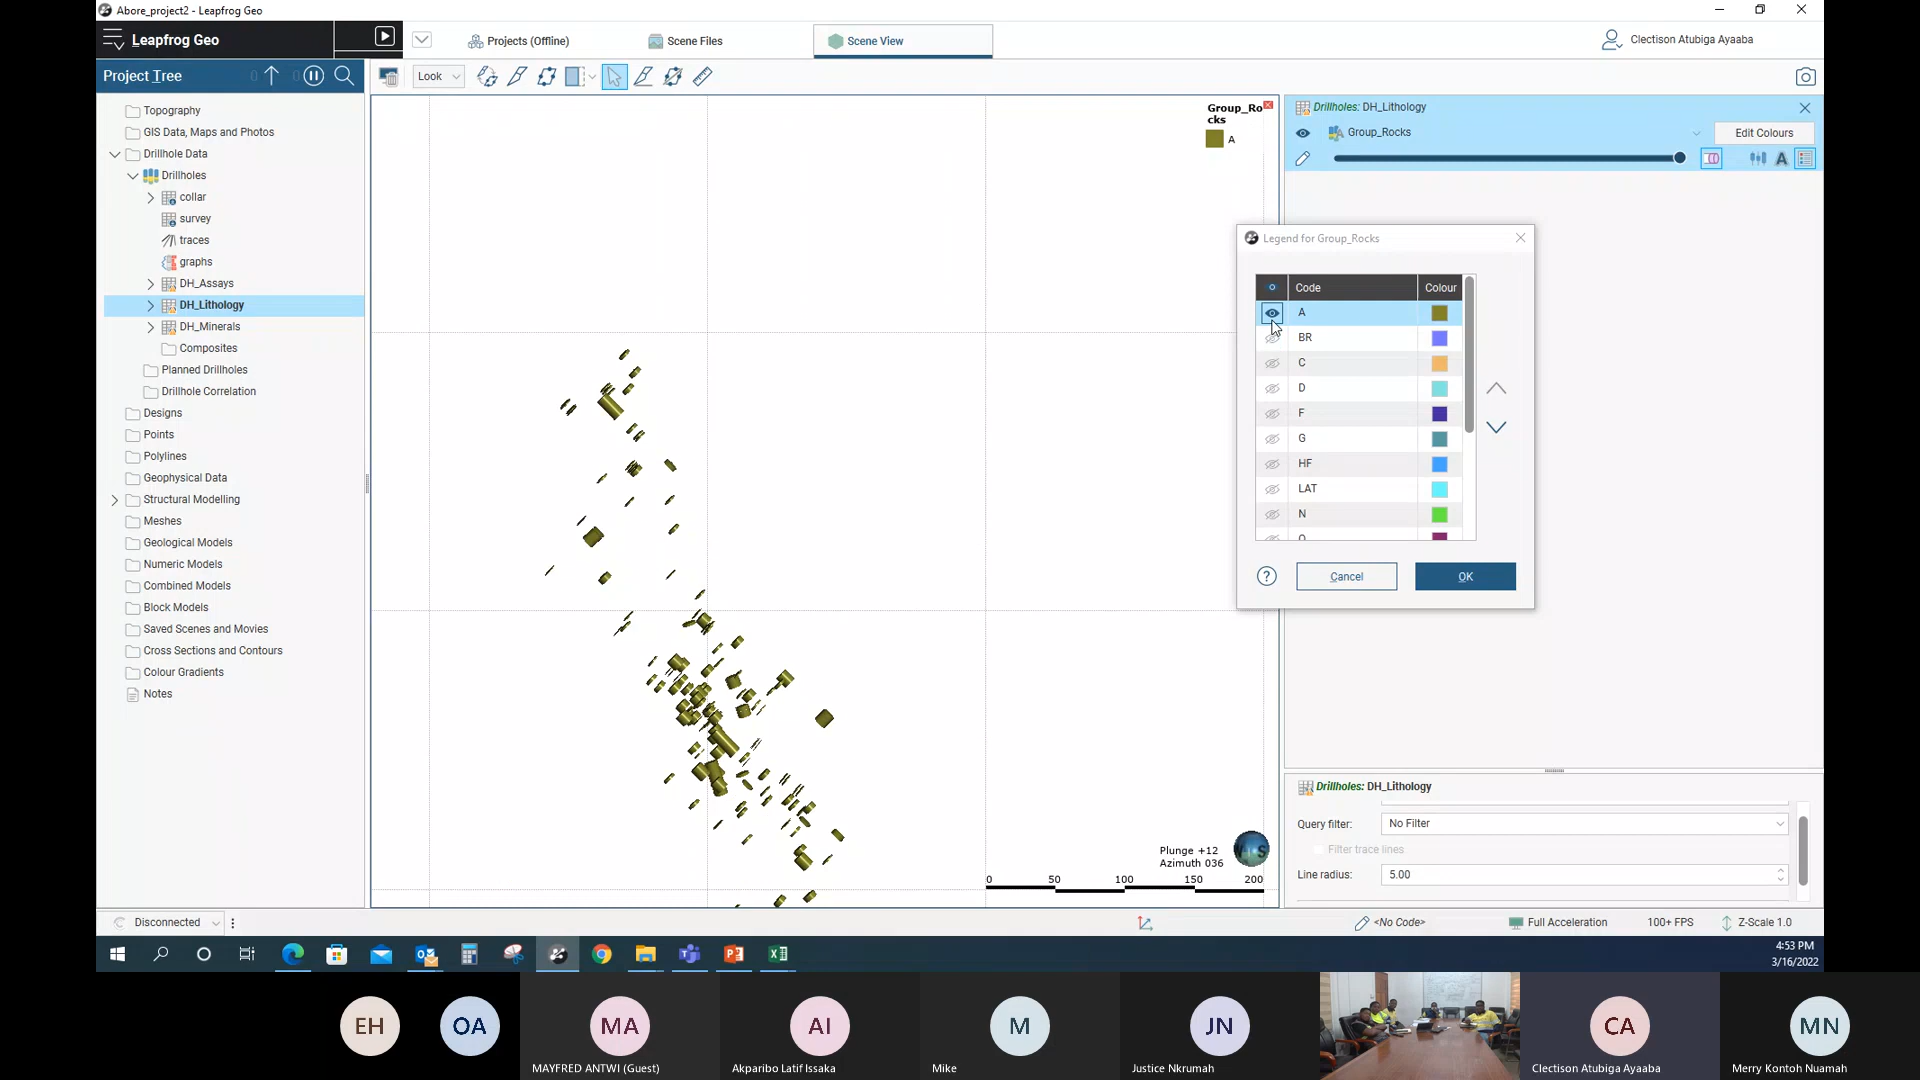 Abore_project2 - Leapfrog Geo
Leapfrog Geo
Projects (Offline)
Scene Files
Scene View
Clectison Atubiga Ayaaba
Project Tree
0
0
Look
Topography
GIS Data, Maps and Photos
Drillhole Data
Drillholes
collar
survey
traces
graphs
DH_Assays
DH_Lithology
DH_Minerals
Composites
Planned Drillholes
Drillhole Correlation
Designs
Points
Polylines
Geophysical Data
Structural Modelling
Meshes
Geological Models
Numeric Models
Combined Models
Block Models
Saved Scenes and Movies
Cross Sections and Contours
Colour Gradients
Notes
Group_Ro
cks
A
Plunge +12
Azimuth 036
0 50 100 150 200
Drillholes: DH_Lithology
Group_Rocks
Edit Colours
Legend for Group_Rocks
Code Colour
A
BR
C
D
F
G
HF
LAT
N
Cancel
OK
Drillholes: DH_Lithology
Query filter: No Filter
Filter trace lines
Line radius: 5.00
Disconnected
<No Code>
Full Acceleration
100+ FPS
Z-Scale 1.0
4:53 PM
3/16/2022
EH
OA
MA
MAYFRED ANTWI (Guest)
AI
Akparibo Latif Issaka
M
Mike
JN
Justice Nkrumah
CA
Clectison Atubiga Ayaaba
MN
Merry Kontoh Nuamah